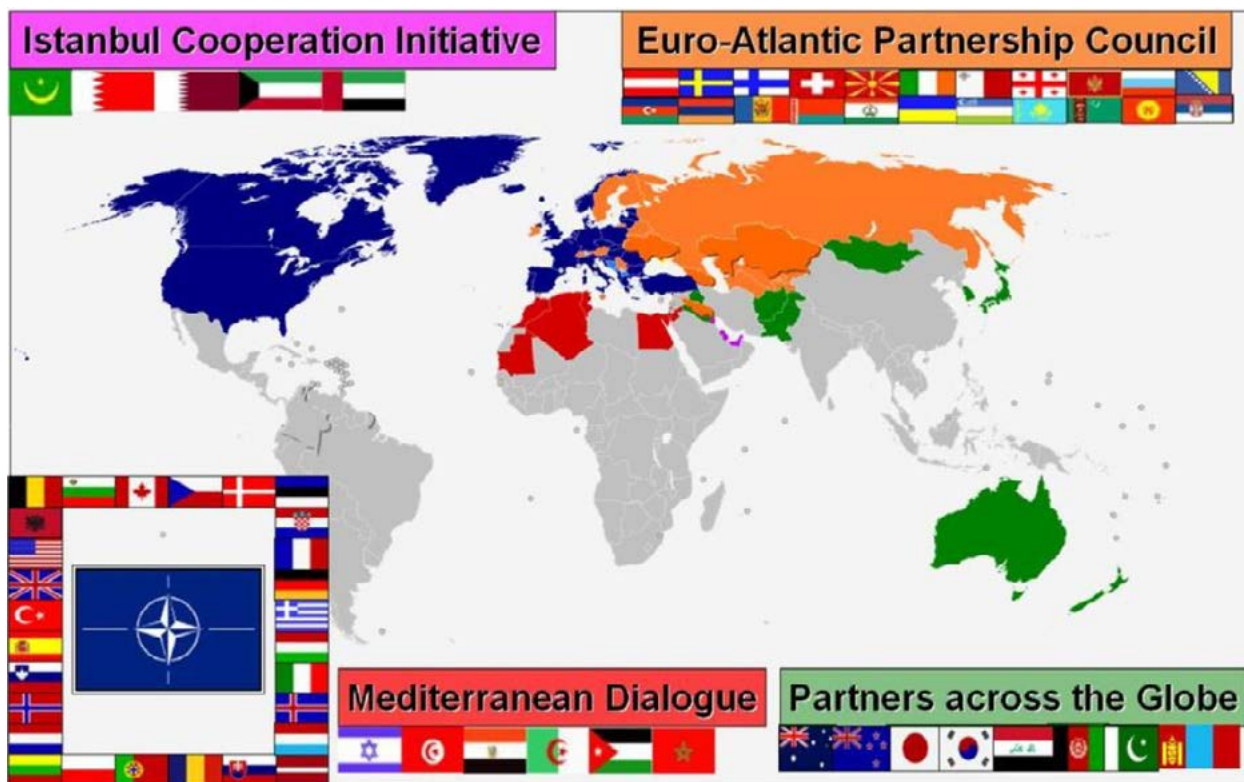 Istanbul Cooperation Initiative
Euro-Atlantic Partnership Council
Mediterranean Dialogue
Partners across the Globe